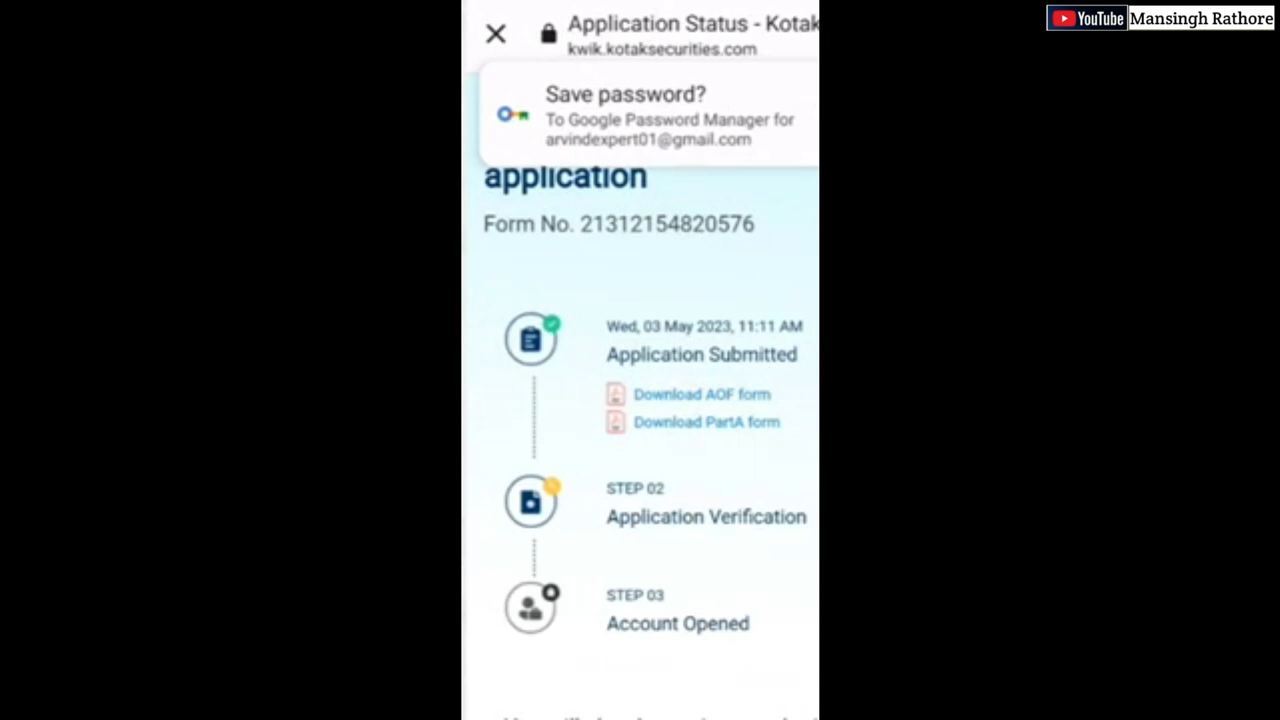 YouTube Mansingh Rathore
Application Status - Kotak
kwik.kotaksecurities.com
Save password?
To Google Password Manager for
arvindexpert01@gmail.com
application
Form No. 21312154820576
Wed, 03 May 2023, 11:11 AM
Application Submitted
Download AOF form
Download PartA form
STEP 02
Application Verification
STEP 03
Account Opened